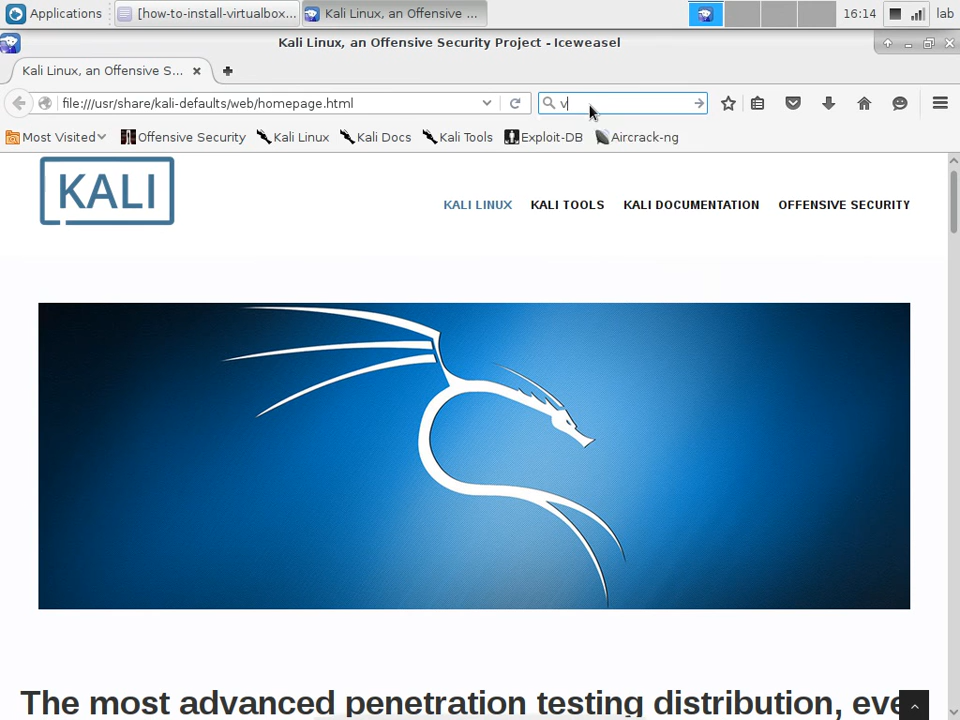 Applications
[how-to-install-virtualbox...
Kali Linux, an Offensive ...
16:14
lab
Kali Linux, an Offensive Security Project - Iceweasel
Kali Linux, an Offensive S...
file:///usr/share/kali-defaults/web/homepage.html
v
Most Visited
Offensive Security
Kali Linux
Kali Docs
Kali Tools
Exploit-DB
Aircrack-ng
KALI
KALI LINUX
KALI TOOLS
KALI DOCUMENTATION
OFFENSIVE SECURITY
The most advanced penetration testing distribution, eve